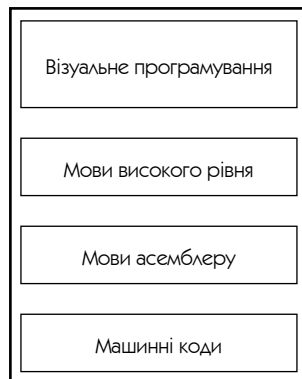 Візуальне програмування
Мови високого рівня
Мови асемблеру
Машинні коди